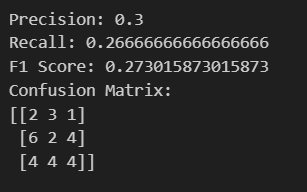 Precision: 0.3
Recall: 0.26666666666666666
F1 Score: 0.273015873015873
Confusion Matrix:
[[2 3 1]
 [6 2 4]
 [4 4 4]]